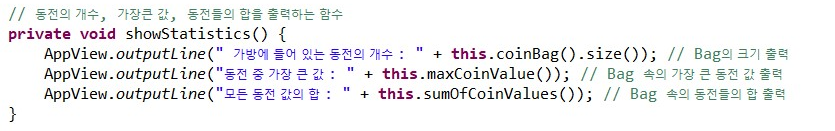 // 동전의 개수, 가장큰 값, 동전들의 합을 출력하는 함수
private void showStatistics() {
    AppView.outputLine(" 가방에 들어 있는 동전의 개수 : " + this.coinBag().size()); // Bag의 크기 출력
    AppView.outputLine("동전 중 가장 큰 값 : " + this.maxCoinValue()); // Bag 속의 가장 큰 동전 값 출력
    AppView.outputLine("모든 동전 값의 합 : " + this.sumOfCoinValues()); // Bag 속의 동전들의 합 출력
}